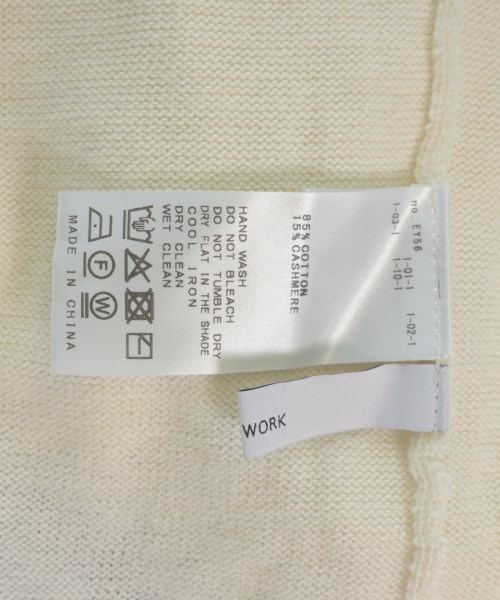 no. EY56
1-03-1 1-01-1 1-02-1
1-10-1
85% COTTON
15% CASHMERE
HAND WASH
DO NOT BLEACH
DO NOT TUMBLE DRY
DRY FLAT IN THE SHADE
COOL IRON
DRY CLEAN
WET CLEAN
F W
MADE IN CHINA
WORK